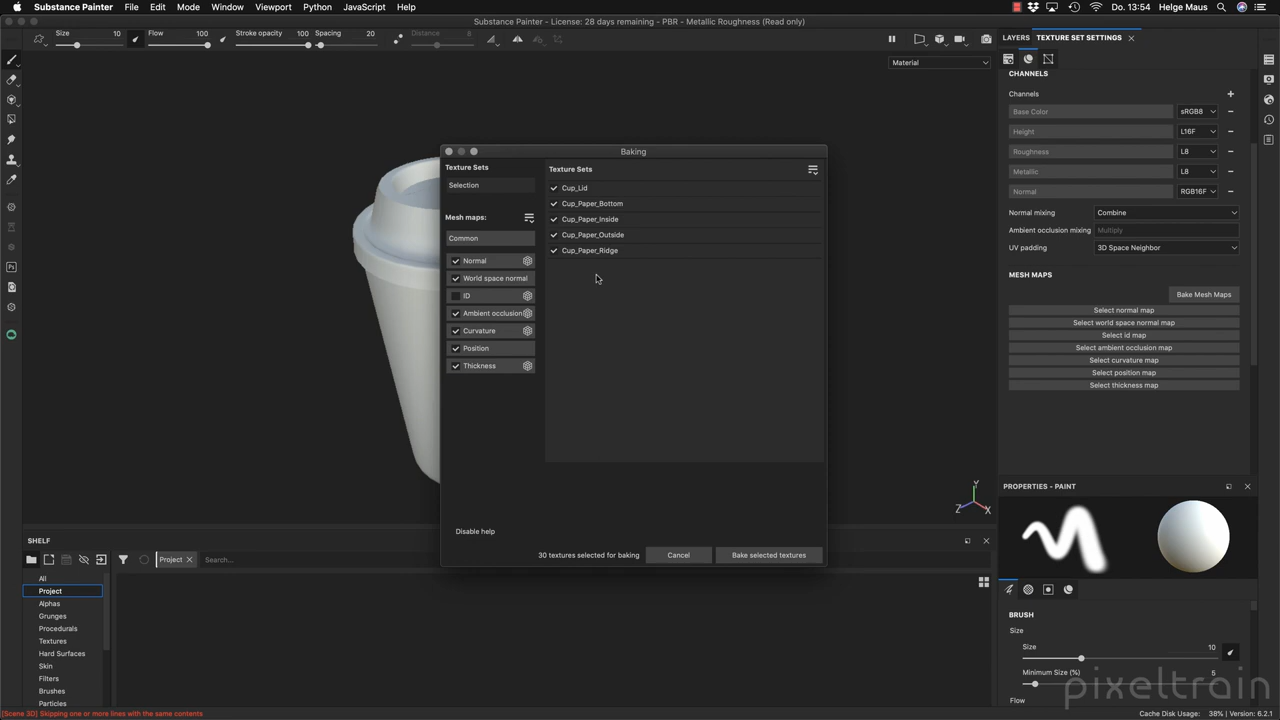 Substance Painter File Edit Mode Window Viewport Python JavaScript Help
Do. 13:54 Helge Maus
Substance Painter - License: 28 days remaining - PBR - Metallic Roughness (Read only)
Size 10 Flow 100 Stroke opacity 100 Spacing 20 Distance 8
Material
LAYERS TEXTURE SET SETTINGS
CHANNELS
Channels
Base Color sRGB8
Height L16F
Roughness L8
Metallic L8
Normal RGB16F
Normal mixing Combine
Ambient occlusion mixing Multiply
UV padding 3D Space Neighbor
MESH MAPS
Bake Mesh Maps
Select normal map
Select world space normal map
Select id map
Select ambient occlusion map
Select curvature map
Select position map
Select thickness map
Baking
Texture Sets
Selection
Mesh maps:
Common
Normal
World space normal
ID
Ambient occlusion
Curvature
Position
Thickness
Texture Sets
Cup_Lid
Cup_Paper_Bottom
Cup_Paper_Inside
Cup_Paper_Outside
Cup_Paper_Ridge
Disable help
30 textures selected for baking Cancel Bake selected textures
Y
Z X
PROPERTIES - PAINT
BRUSH
Size
Size 10
Minimum Size (%) 5
Flow
SHELF
Project Search...
All
Project
Alphas
Grunges
Procedurals
Textures
Hard Surfaces
Skin
Filters
Brushes
Particles
pixeltrain
[Scene 3D] Skipping one or more lines with the same contents
Cache Disk Usage: 38% | Version: 6.2.1